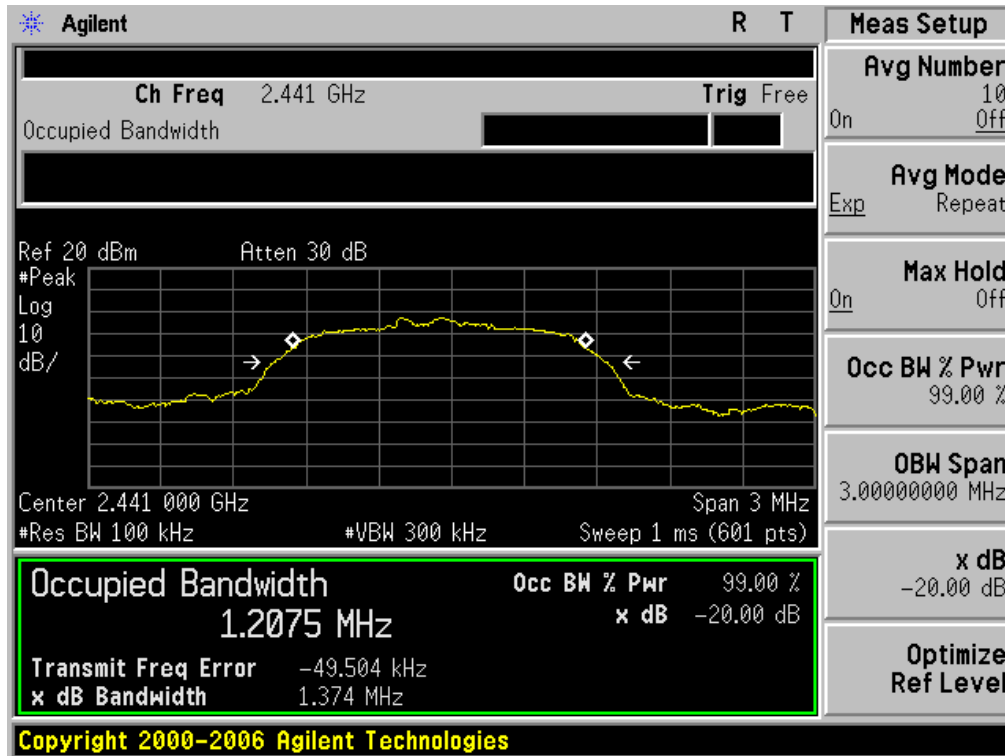 Agilent R T
Ch Freq 2.441 GHz Trig Free
Occupied Bandwidth
Ref 20 dBm Atten 30 dB
#Peak
Log
10
dB/
Center 2.441 000 GHz Span 3 MHz
#Res BW 100 kHz #VBW 300 kHz Sweep 1 ms (601 pts)
Occupied Bandwidth
1.2075 MHz
Occ BW % Pwr 99.00 %
x dB -20.00 dB
Transmit Freq Error -49.504 kHz
x dB Bandwidth 1.374 MHz
Copyright 2000-2006 Agilent Technologies
Meas Setup
Avg Number
10
On Off
Avg Mode
Exp Repeat
Max Hold
On Off
Occ BW % Pwr
99.00 %
OBW Span
3.00000000 MHz
x dB
-20.00 dB
Optimize
Ref Level